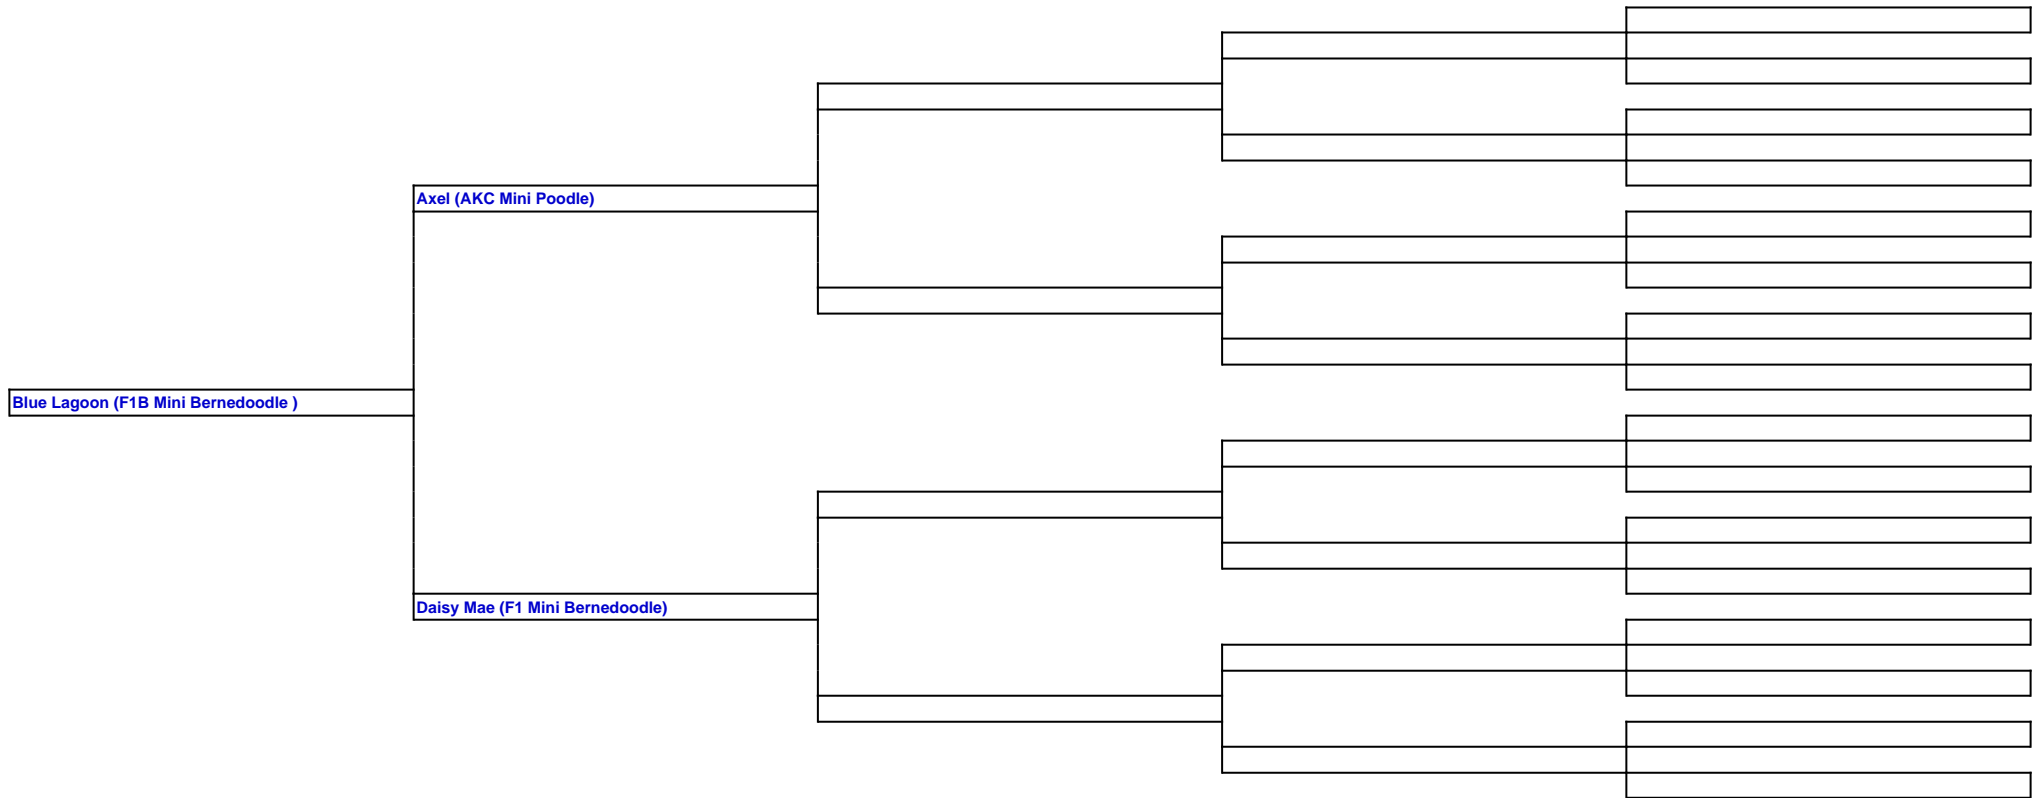 Axel (AKC Mini Poodle)
Blue Lagoon (F1B Mini Bernedoodle )
Daisy Mae (F1 Mini Bernedoodle)